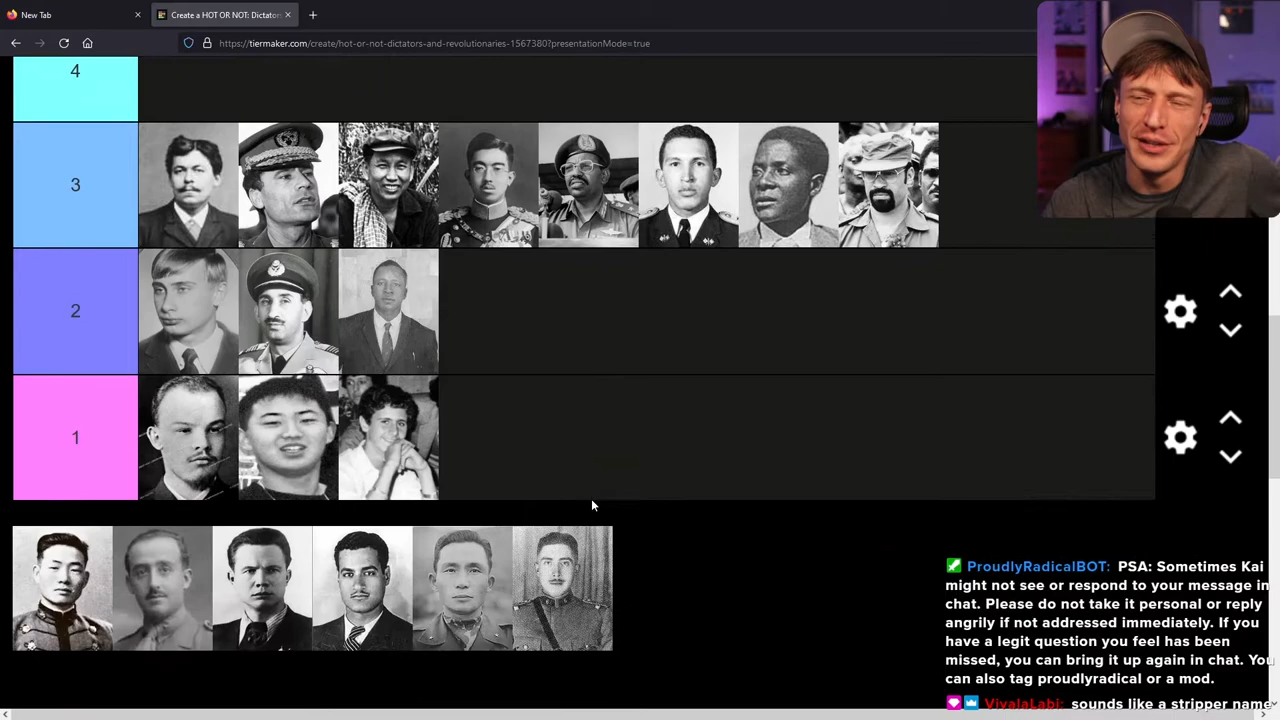 New Tab
Create a HOT OR NOT: Dictator
https://tiermaker.com/create/hot-or-not-dictators-and-revolutionaries-1567380?presentationMode=true
4
3
2
1
ProudlyRadicalBOT: PSA: Sometimes Kai
might not see or respond to your message in
chat. Please do not take it personal or reply
angrily if not addressed immediately. If you
have a legit question you feel has been
missed, you can bring it up again in chat. You
can also tag proudlyradical or a mod.
VivalaLabi: sounds like a stripper name